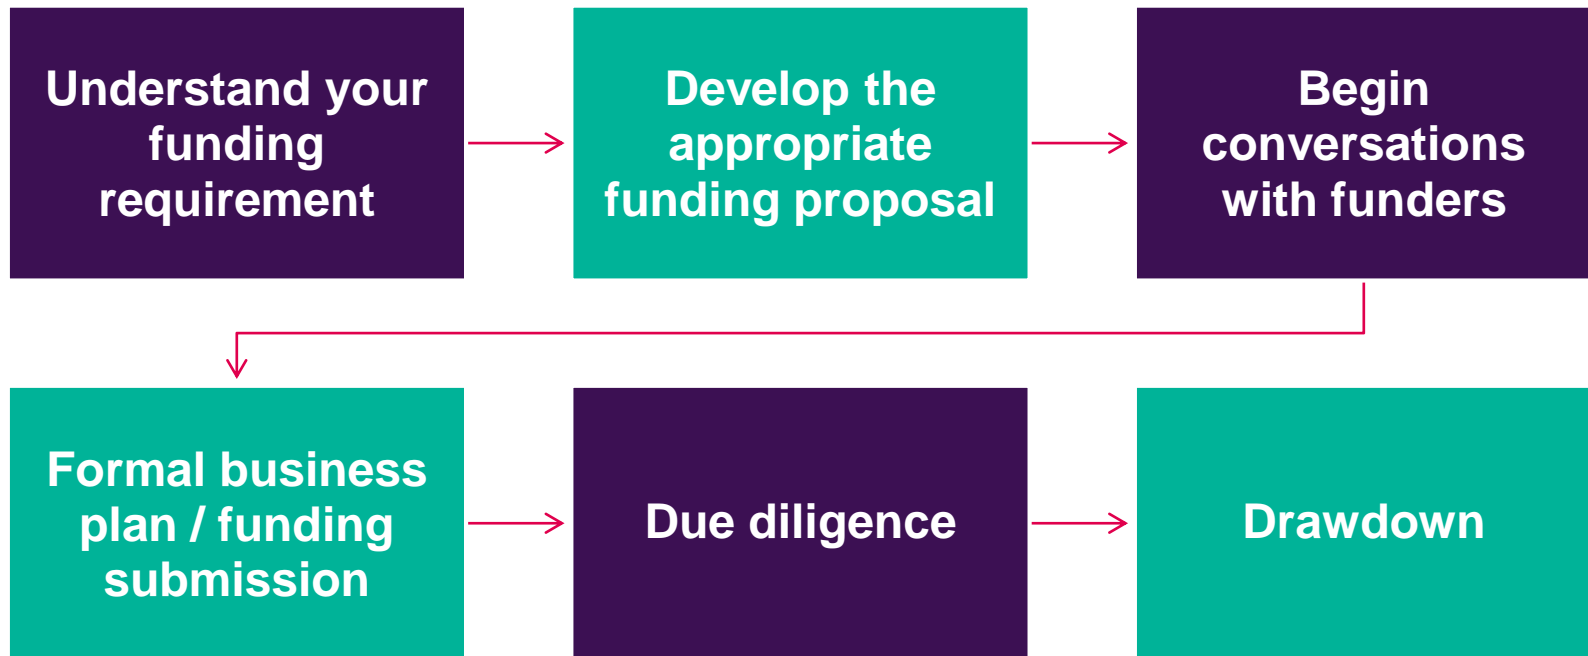 Understand your
funding
requirement
Develop the
appropriate
funding proposal
Begin
conversations
with funders
Formal business
plan / funding
submission
Due diligence
Drawdown